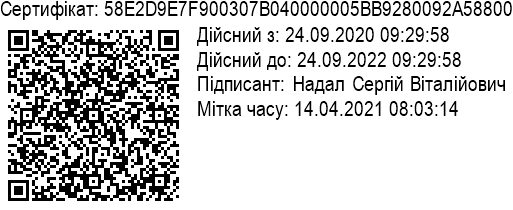 Сертифікат: 58E2D9E7F900307B040000005BB9280092A58800
Дійсний з: 24.09.2020 09:29:58
Дійсний до: 24.09.2022 09:29:58
Підписант: Надал Сергій Віталійович
Мітка часу: 14.04.2021 08:03:14